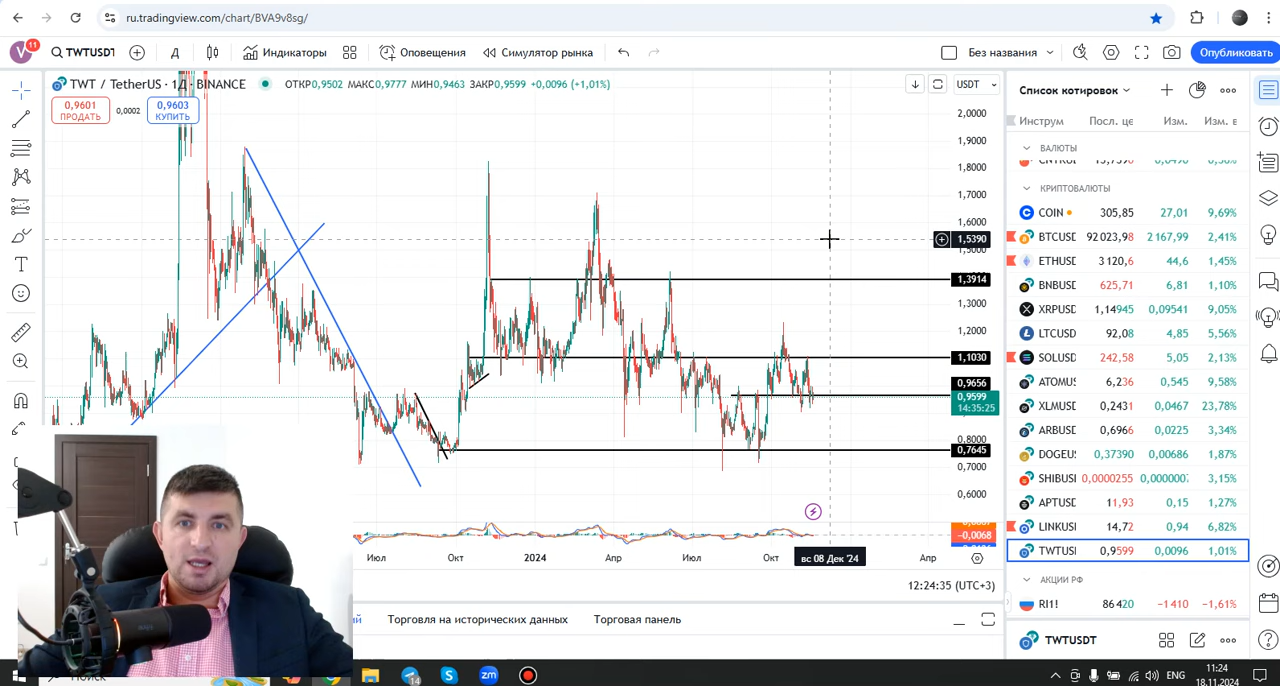 ru.tradingview.com/chart/BVA9v8sg/
V 11 TWTUSDT Д Индикаторы Оповещения Симулятор рынка Без названия Опубликовать
TWT / TetherUS · 1Д · BINANCE ОТКР0,9502 МАКС0,9777 МИН0,9463 ЗАКР0,9599 +0,0096 (+1,01%) USDT
0,9601 ПРОДАТЬ 0,0002 0,9603 КУПИТЬ
2,0000
1,9000
1,8000
1,7000
1,6000
1,5390
1,3914
1,3000
1,2000
1,1030
0,9656
0,9599
14:35:25
0,8000
0,7645
0,7000
0,6000
−0,0068
Июл Окт 2024 Апр Июл Окт вс 08 Дек '24 Апр
12:24:35 (UTC+3)
Торговля на исторических данных Торговая панель
Список котировок
Инструм Посл. це Изм. Изм. в
ВАЛЮТЫ
КРИПТОВАЛЮТЫ
COIN 305,85 27,01 9,69%
BTCUSD 92 023,98 2 167,99 2,41%
ETHUSD 3 120,6 44,6 1,45%
BNBUSD 625,71 6,81 1,10%
XRPUSD 1,14945 0,09541 9,05%
LTCUSD 92,08 4,85 5,56%
SOLUSD 242,58 5,05 2,13%
ATOMUS 6,236 0,545 9,58%
XLMUSD 0,2431 0,0467 23,78%
ARBUSD 0,6966 0,0225 3,34%
DOGEUS 0,37390 0,00686 1,87%
SHIBUSD 0,0000255 0,0000007 3,15%
APTUSD 11,93 0,15 1,27%
LINKUSD 14,72 0,94 6,82%
TWTUSD 0,9599 0,0096 1,01%
АКЦИИ РФ
RI1! 86 420 −1 410 −1,61%
TWTUSDT
14 zm ENG 11:24
18.11.2024